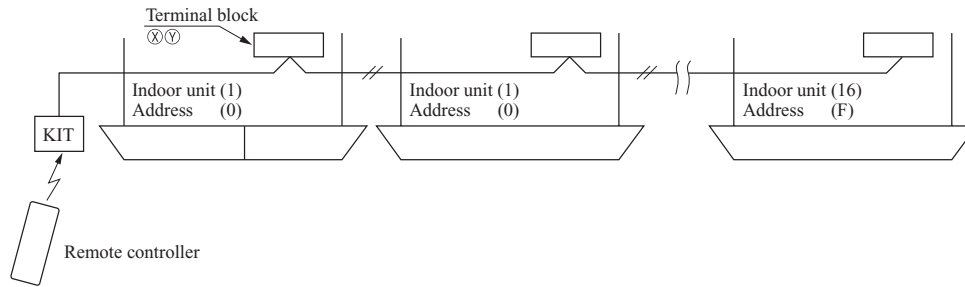 Terminal block
ⓍⓎ
Indoor unit (1)
Address (0)
Indoor unit (1)
Address (0)
Indoor unit (16)
Address (F)
KIT
Remote controller